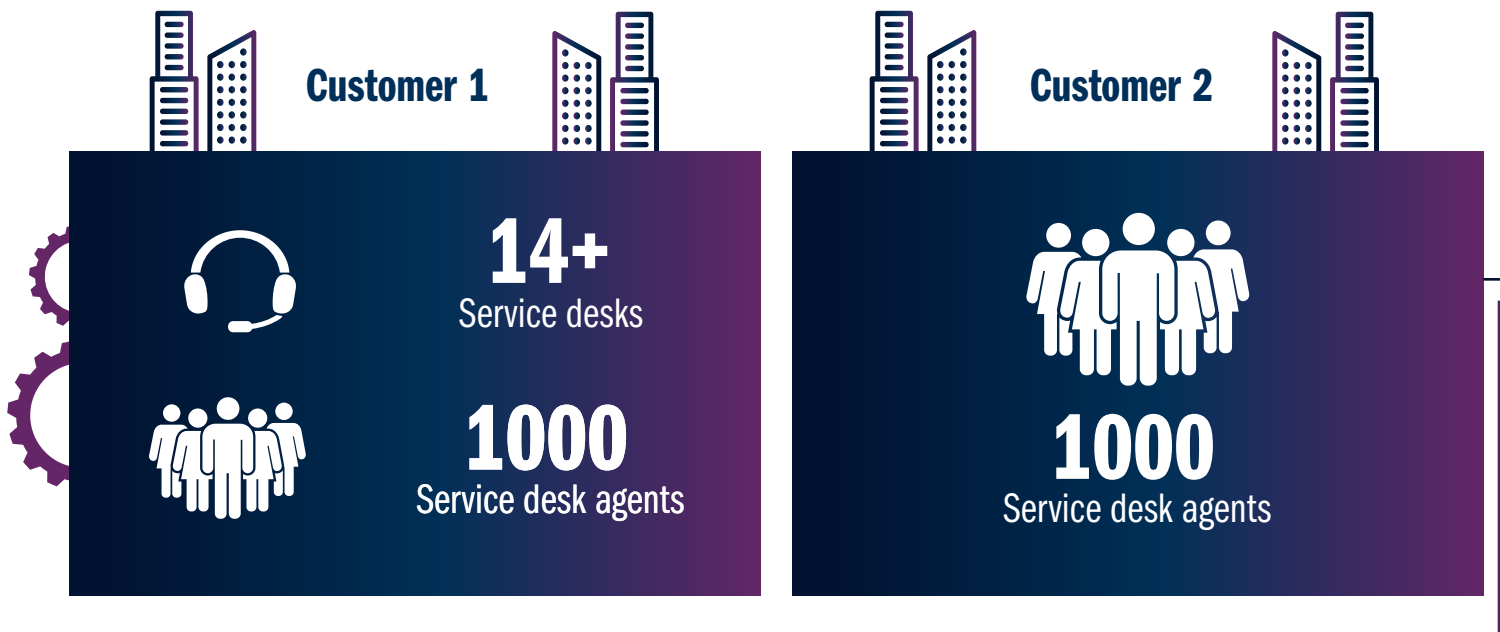 Customer 1
14+
Service desks
1000
Service desk agents
Customer 2
1000
Service desk agents